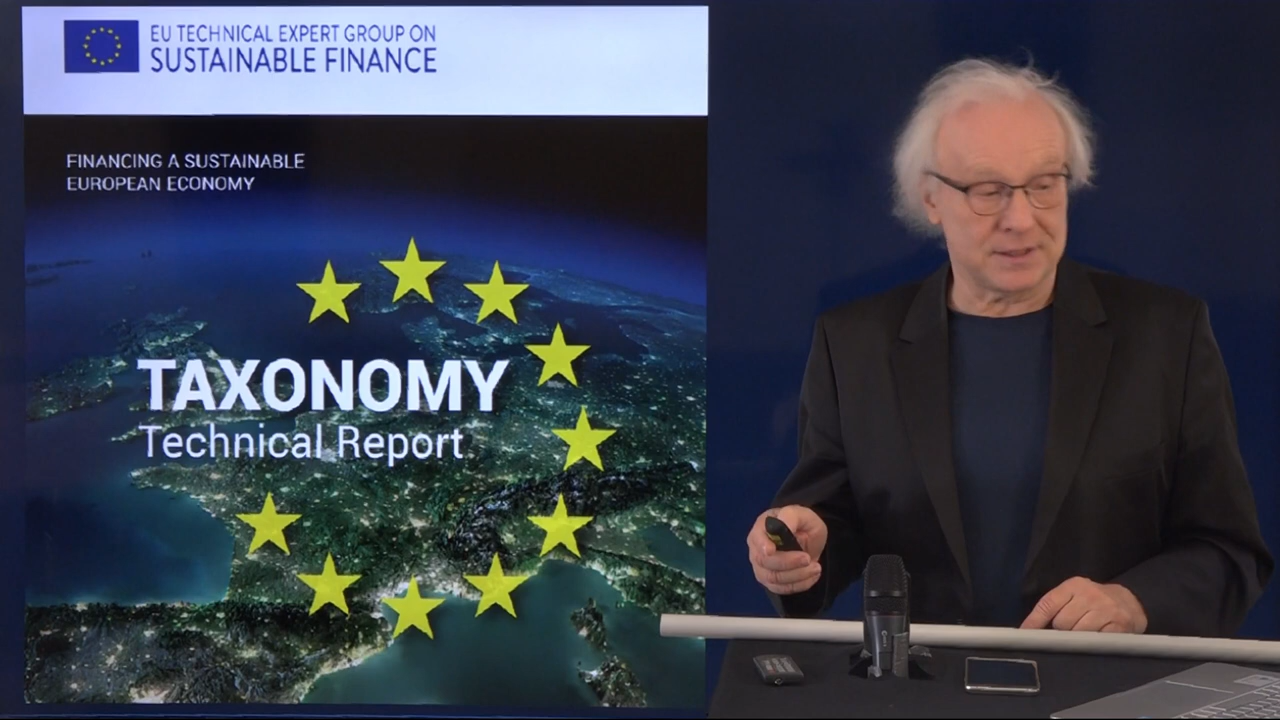 EU TECHNICAL EXPERT GROUP ON
SUSTAINABLE FINANCE
FINANCING A SUSTAINABLE
EUROPEAN ECONOMY
TAXONOMY
Technical Report